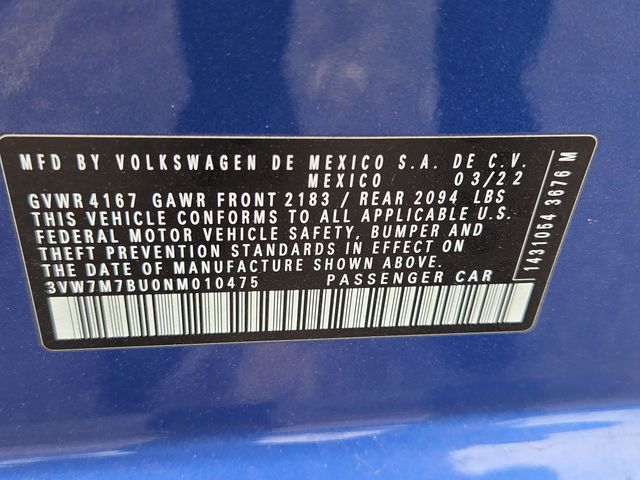 MFD BY VOLKSWAGEN DE MEXICO S.A. DE C.V.
MEXICO 03/22
GVWR 4167 GAWR FRONT 2183 / REAR 2094 LBS
THIS VEHICLE CONFORMS TO ALL APPLICABLE U.S.
FEDERAL MOTOR VEHICLE SAFETY, BUMPER AND
THEFT PREVENTION STANDARDS IN EFFECT ON
THE DATE OF MANUFACTURE SHOWN ABOVE.
3VW7M7BU0NM010475 PASSENGER CAR
1431054 3676 M